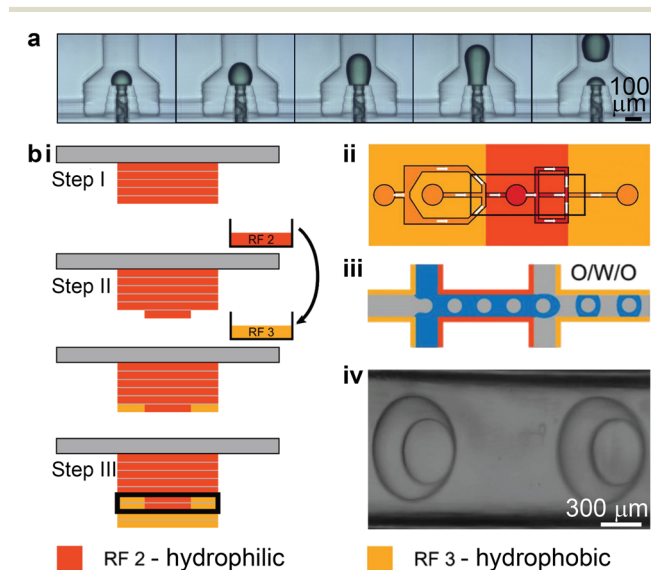 a
100
μm
b i
Step I
RF 2
Step II
RF 3
Step III
ii
iii
O/W/O
iv
300 μm
RF 2 - hydrophilic
RF 3 - hydrophobic